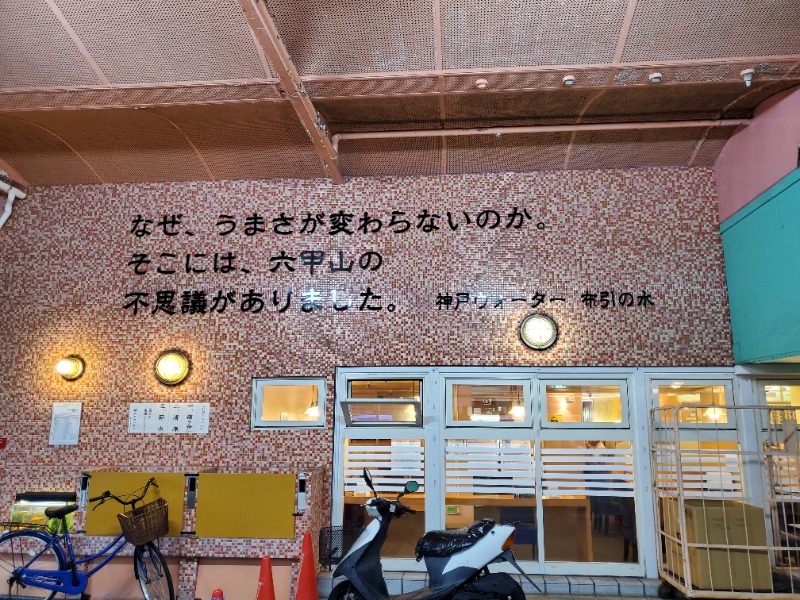 なぜ、うまさが変わらないのか。
そこには、六甲山の
不思議がありました。 神戸ウォーター 布引の水